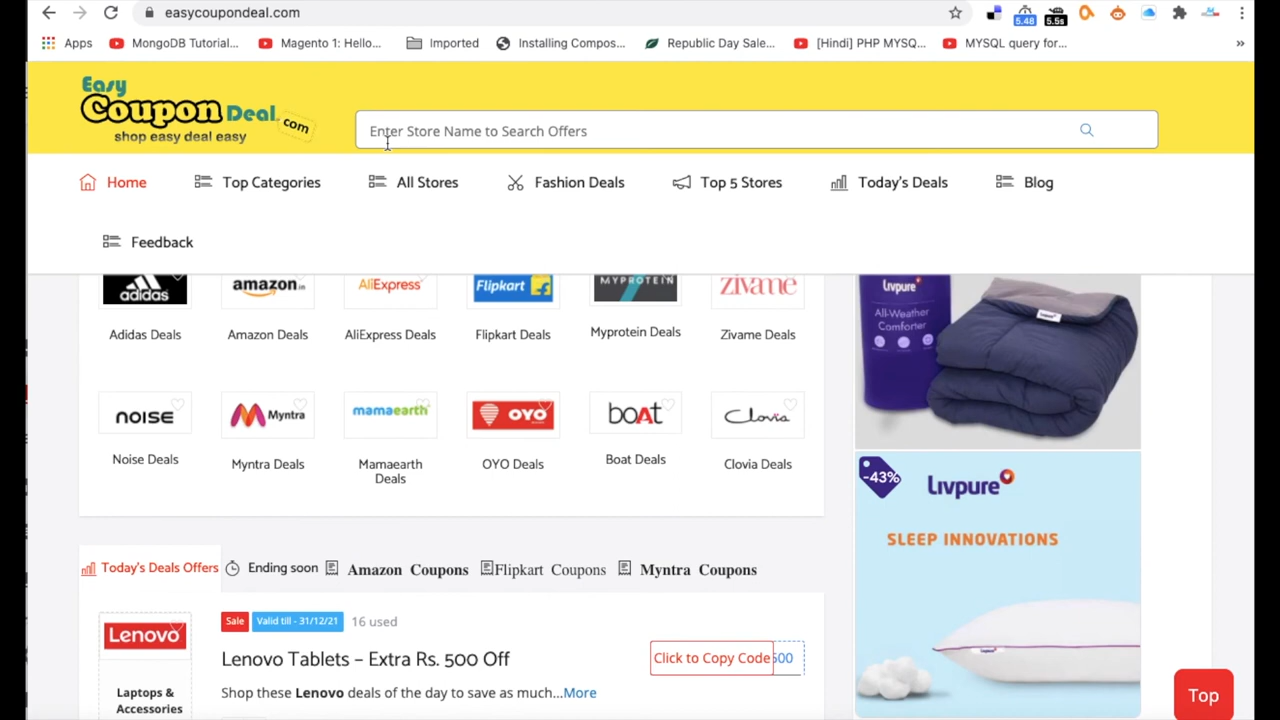 easycoupondeal.com
5.48
5.5s
Apps
MongoDB Tutorial...
Magento 1: Hello...
Imported
Installing Compos...
Republic Day Sale...
[Hindi] PHP MYSQ...
MYSQL query for...
»
Easy
Coupon Deal .com
shop easy deal easy
Enter Store Name to Search Offers
Home
Top Categories
All Stores
Fashion Deals
Top 5 Stores
Today's Deals
Blog
Feedback
adidas
amazon.in
AliExpress
Flipkart
MYPROTEIN
zivame
Adidas Deals
Amazon Deals
AliExpress Deals
Flipkart Deals
Myprotein Deals
Zivame Deals
Livpure
All-Weather
Comforter
Livpure
noise
Myntra
mamaearth
OYO
boAt
Clovia
Noise Deals
Myntra Deals
Mamaearth
Deals
OYO Deals
Boat Deals
Clovia Deals
-43%
Livpure
SLEEP INNOVATIONS
Today's Deals Offers
Ending soon
Amazon Coupons
Flipkart Coupons
Myntra Coupons
Lenovo
Sale
Valid till - 31/12/21
16 used
Lenovo Tablets – Extra Rs. 500 Off
Click to Copy Code
500
Shop these Lenovo deals of the day to save as much...More
Laptops &
Accessories
Top